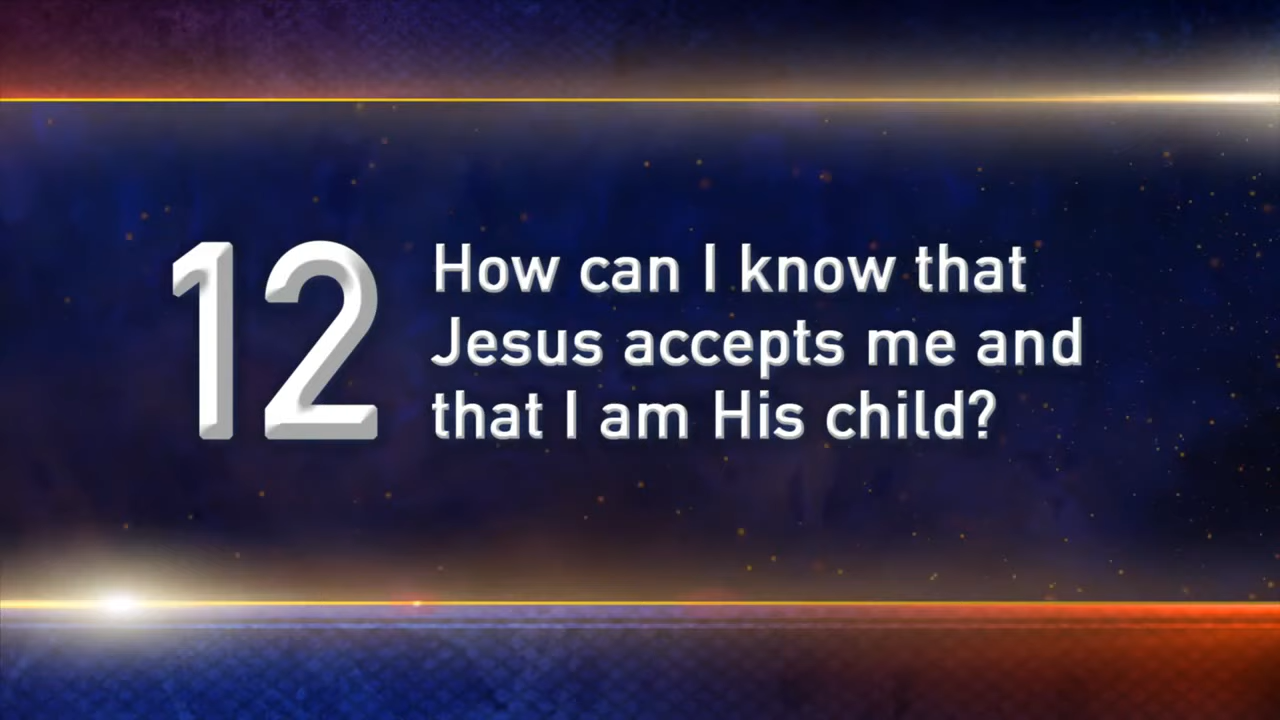 12
How can I know that
Jesus accepts me and
that I am His child?